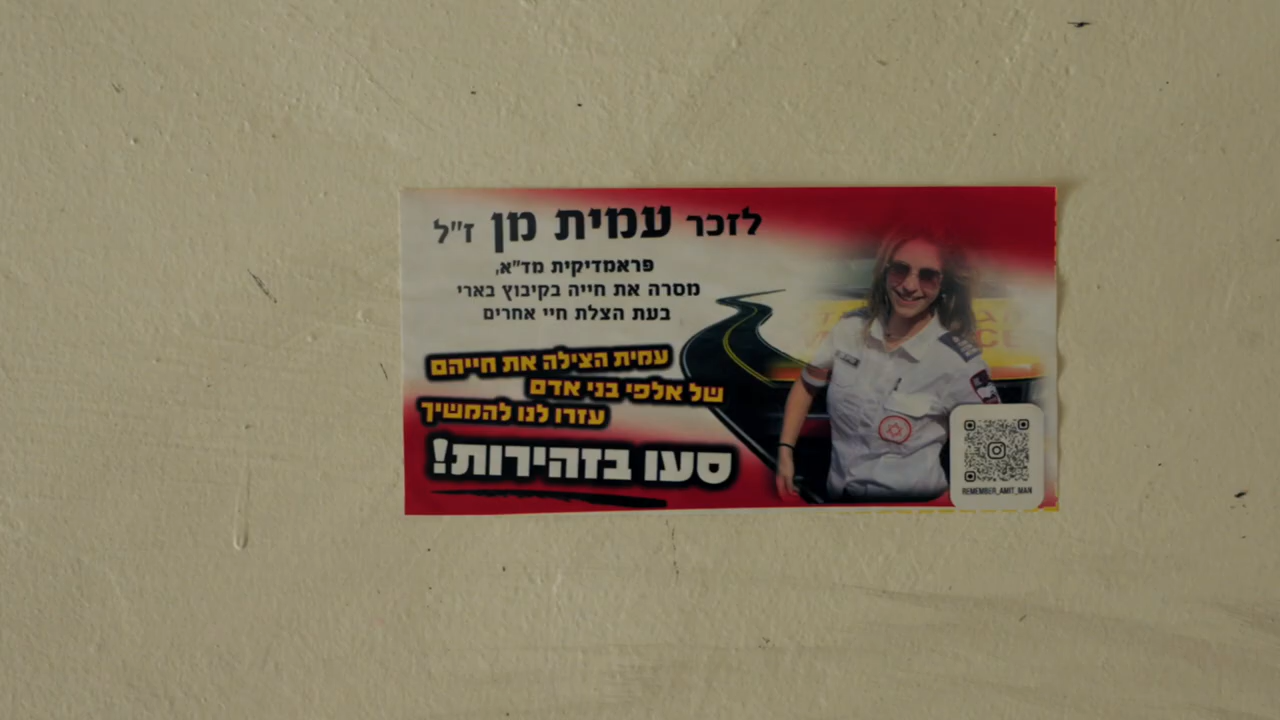 לזכר עמית מן ז"ל
פראמדיקית מד"א,
מסרה את חייה בקיבוץ בארי
בעת הצלת חיי אחרים
עמית הצילה את חייהם
של אלפי בני אדם
עזרו לנו להמשיך
סעו בזהירות!
REMEMBER_AMIT_MAN